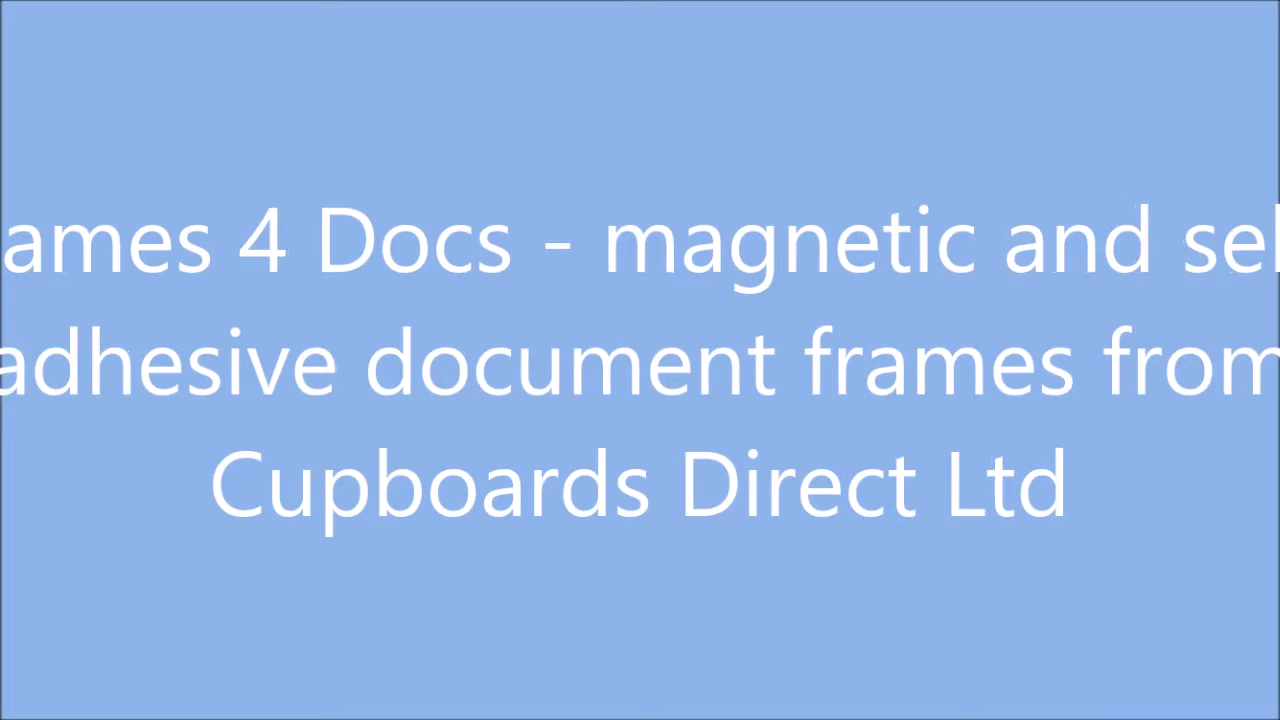 ames 4 Docs - magnetic and sel
adhesive document frames from
Cupboards Direct Ltd